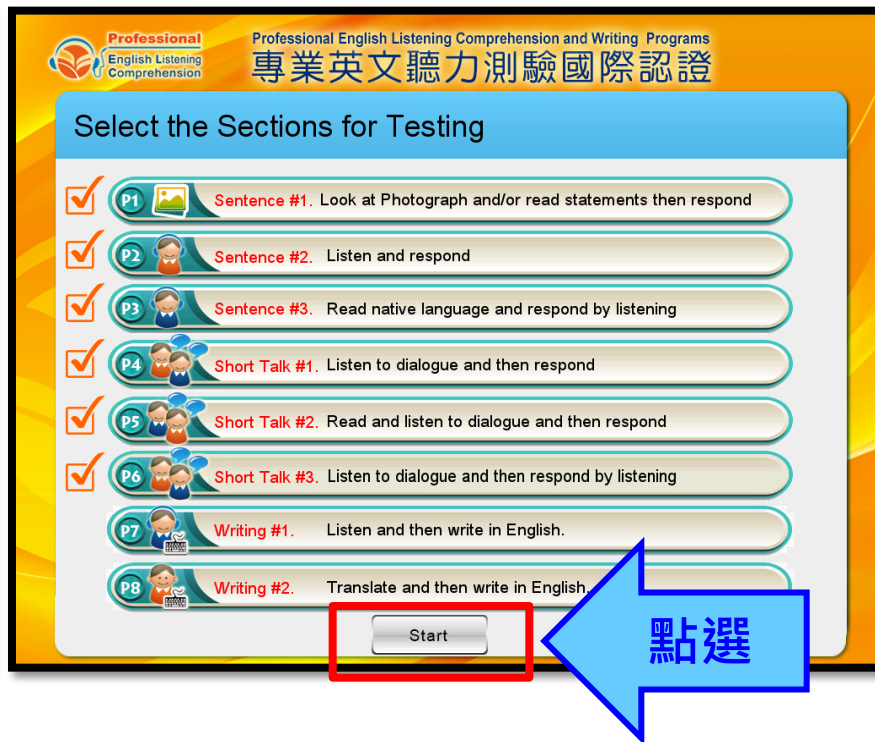 Professional
English Listening
Comprehension
Professional English Listening Comprehension and Writing Programs
專業英文聽力測驗國際認證
Select the Sections for Testing
P1 Sentence #1. Look at Photograph and/or read statements then respond
P2 Sentence #2. Listen and respond
P3 Sentence #3. Read native language and respond by listening
P4 Short Talk #1. Listen to dialogue and then respond
P5 Short Talk #2. Read and listen to dialogue and then respond
P6 Short Talk #3. Listen to dialogue and then respond by listening
P7 Writing #1. Listen and then write in English.
P8 Writing #2. Translate and then write in English.
Start
點選